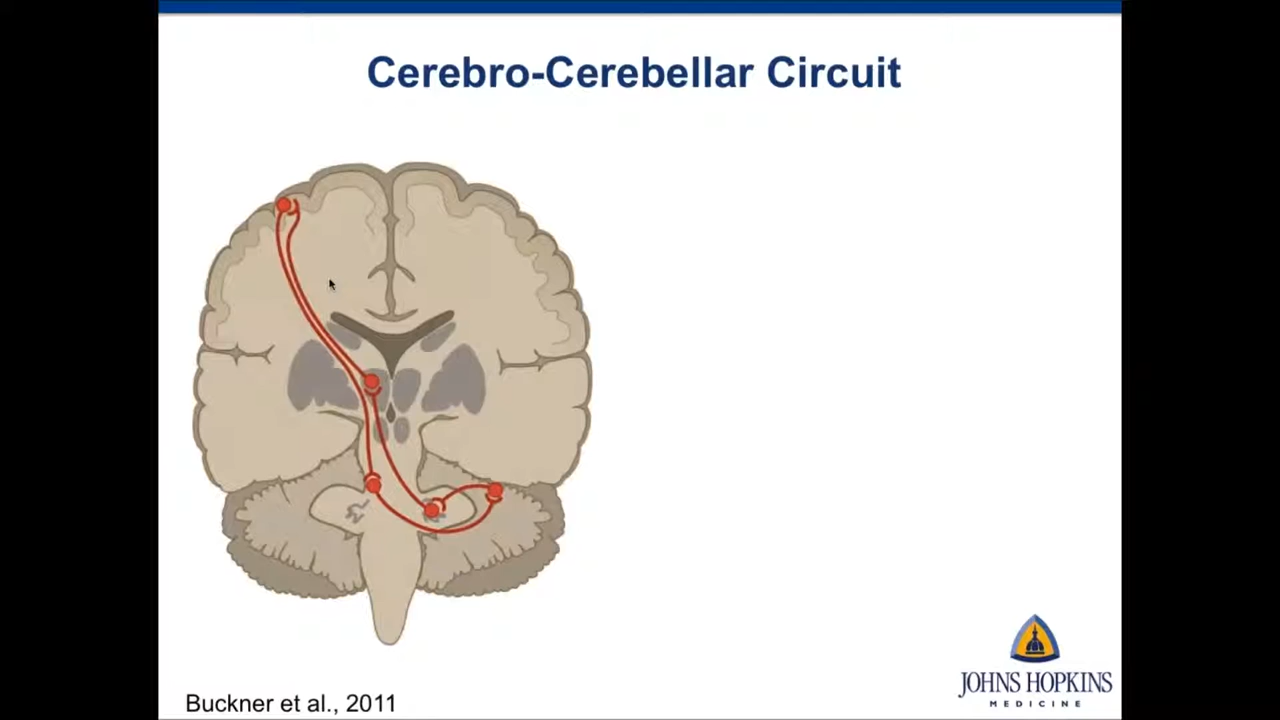 Cerebro-Cerebellar Circuit
Buckner et al., 2011
JOHNS HOPKINS
MEDICINE